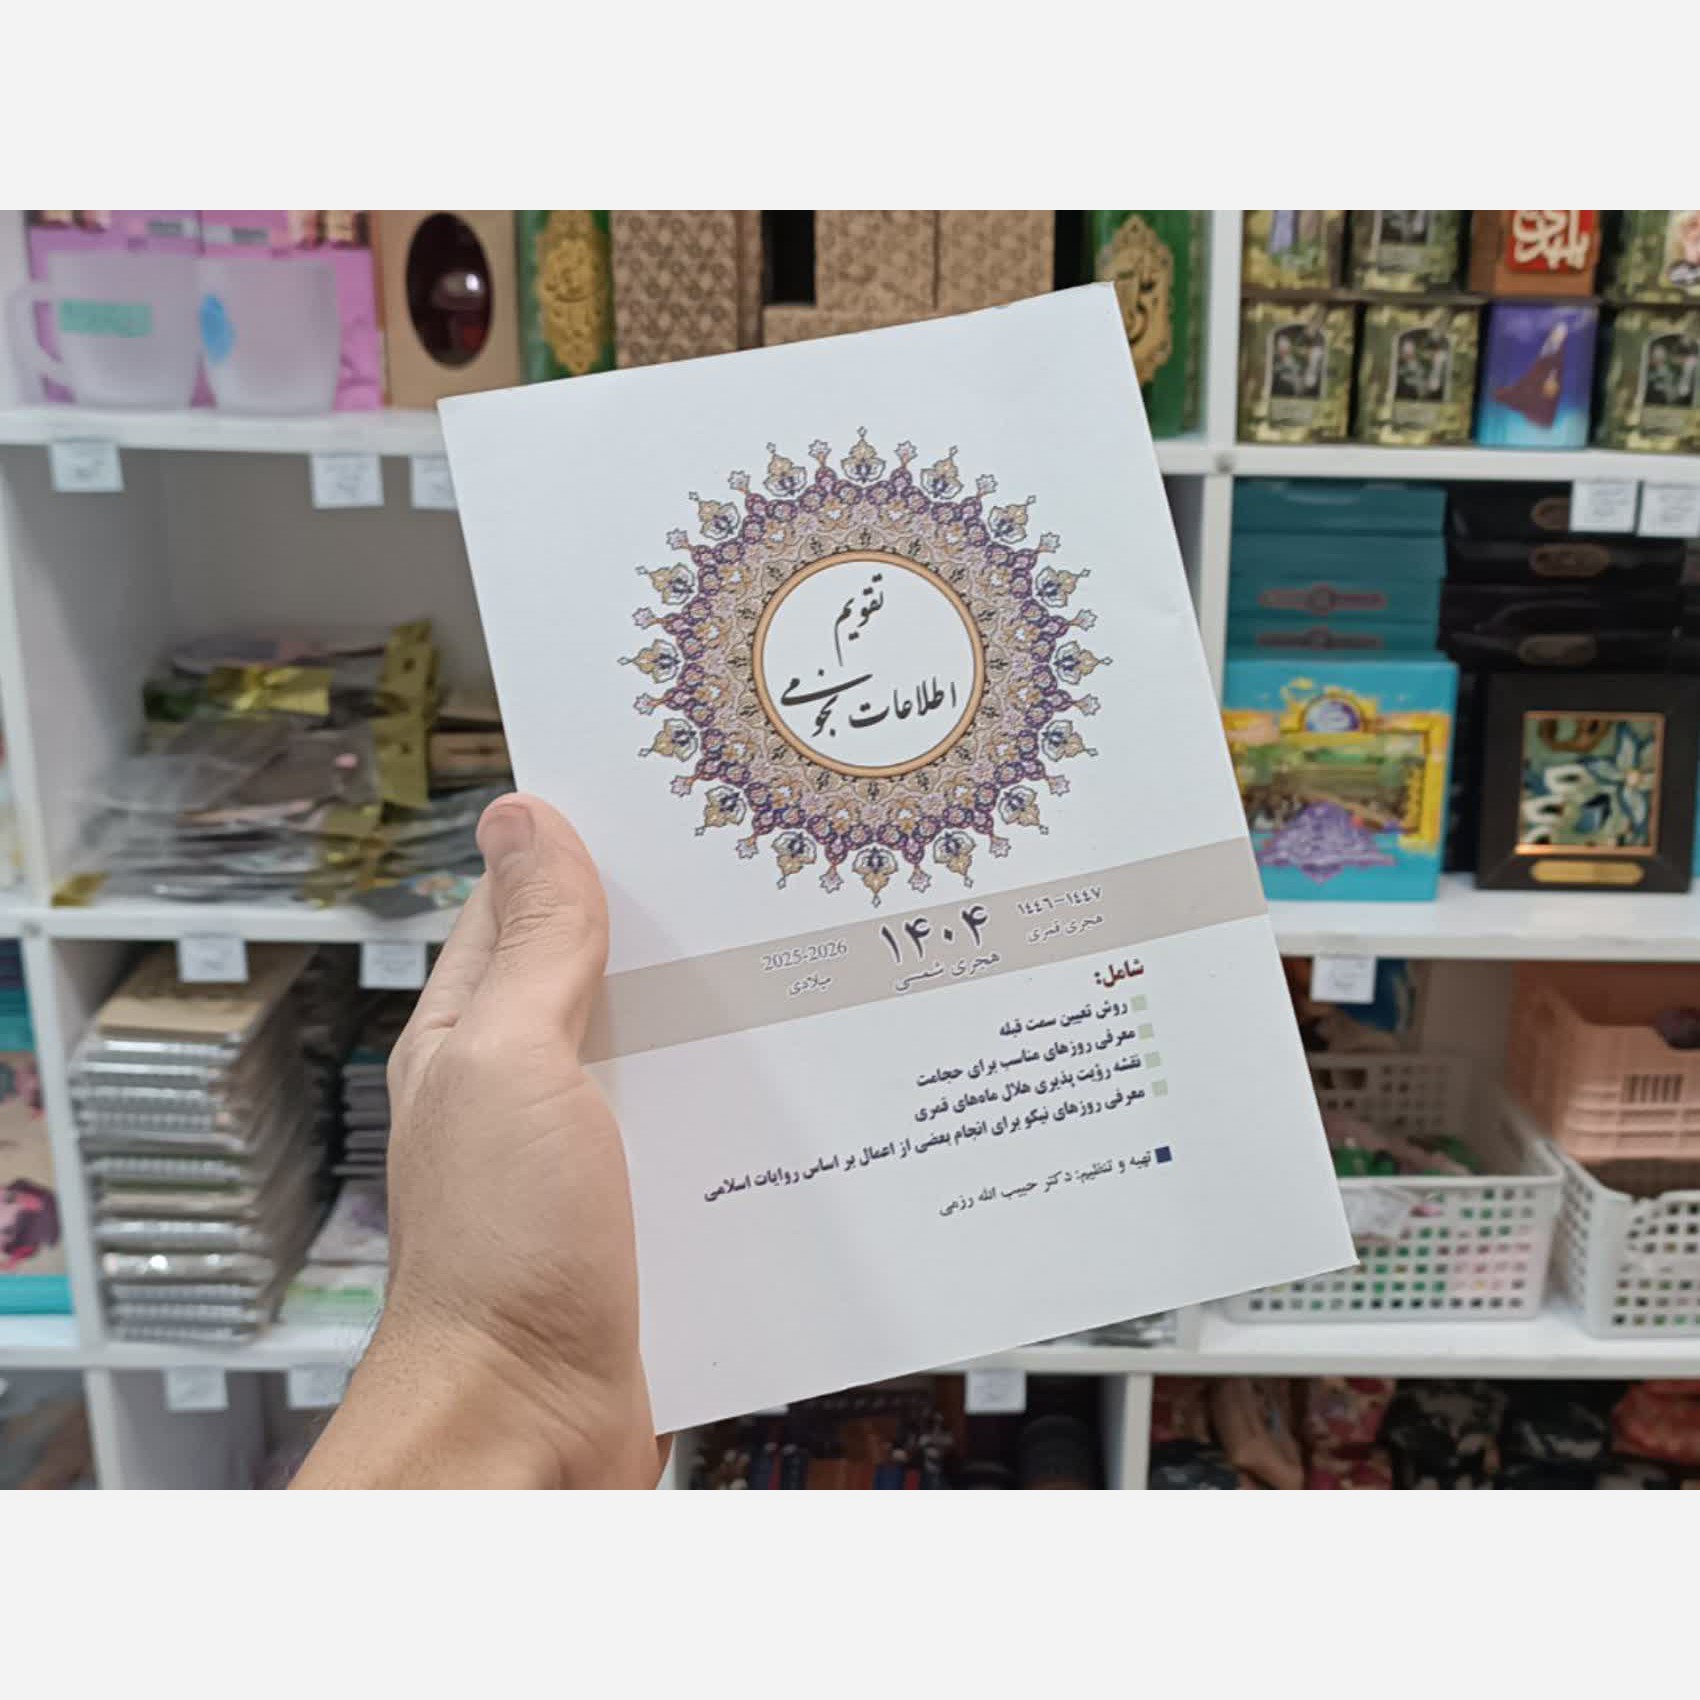 تقویم
اطلاعات نجومی
١٤٤٦-١٤٤٧
هجری قمری
۱۴۰۴
هجری شمسی
2025-2026
میلادی
شامل:
روش تعیین سمت قبله
معرفی روزهای مناسب برای حجامت
نقشه رؤیت پذیری هلال ماه‌های قمری
معرفی روزهای نیکو برای انجام بعضی از اعمال بر اساس روایات اسلامی
تهیه و تنظیم: دکتر حبیب الله رزمی